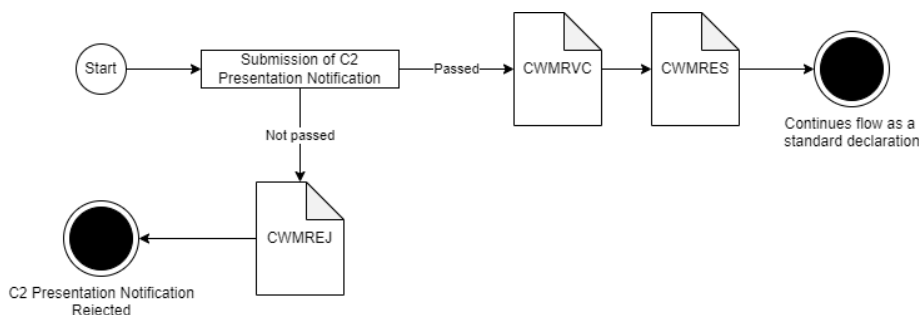 Start
Submission of C2
Presentation Notification
Passed
CWMRVC
CWMRES
Continues flow as a
standard declaration
Not passed
CWMREJ
C2 Presentation Notification
Rejected